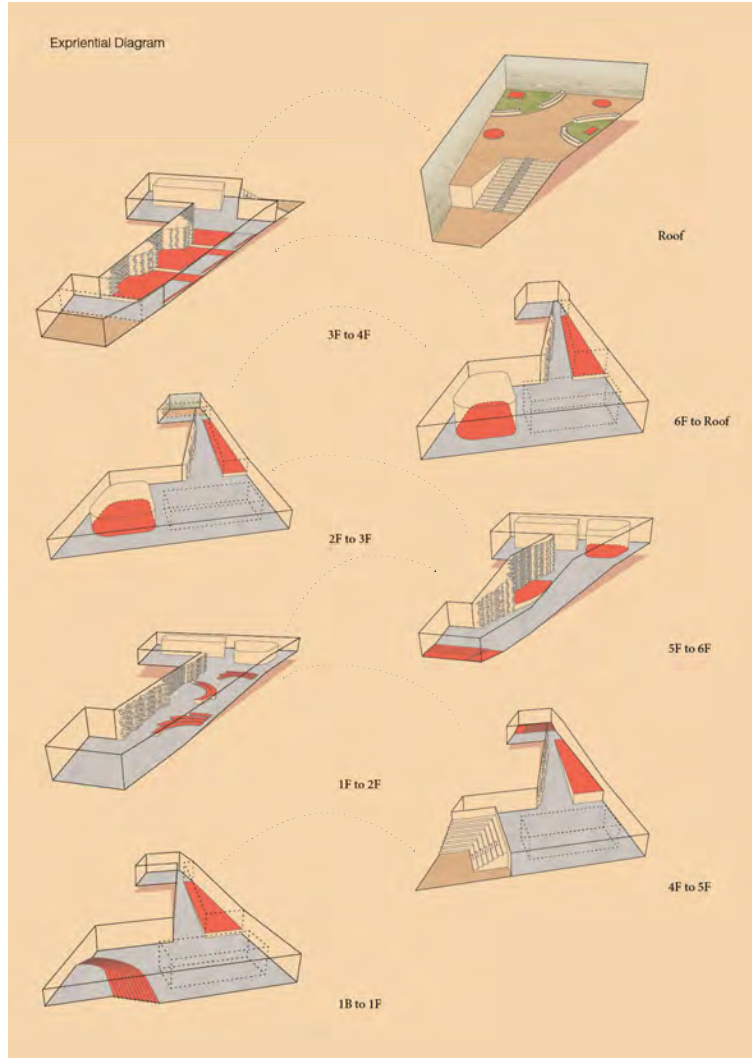 Expriential Diagram
Roof
3F to 4F
6F to Roof
2F to 3F
5F to 6F
1F to 2F
4F to 5F
1B to 1F